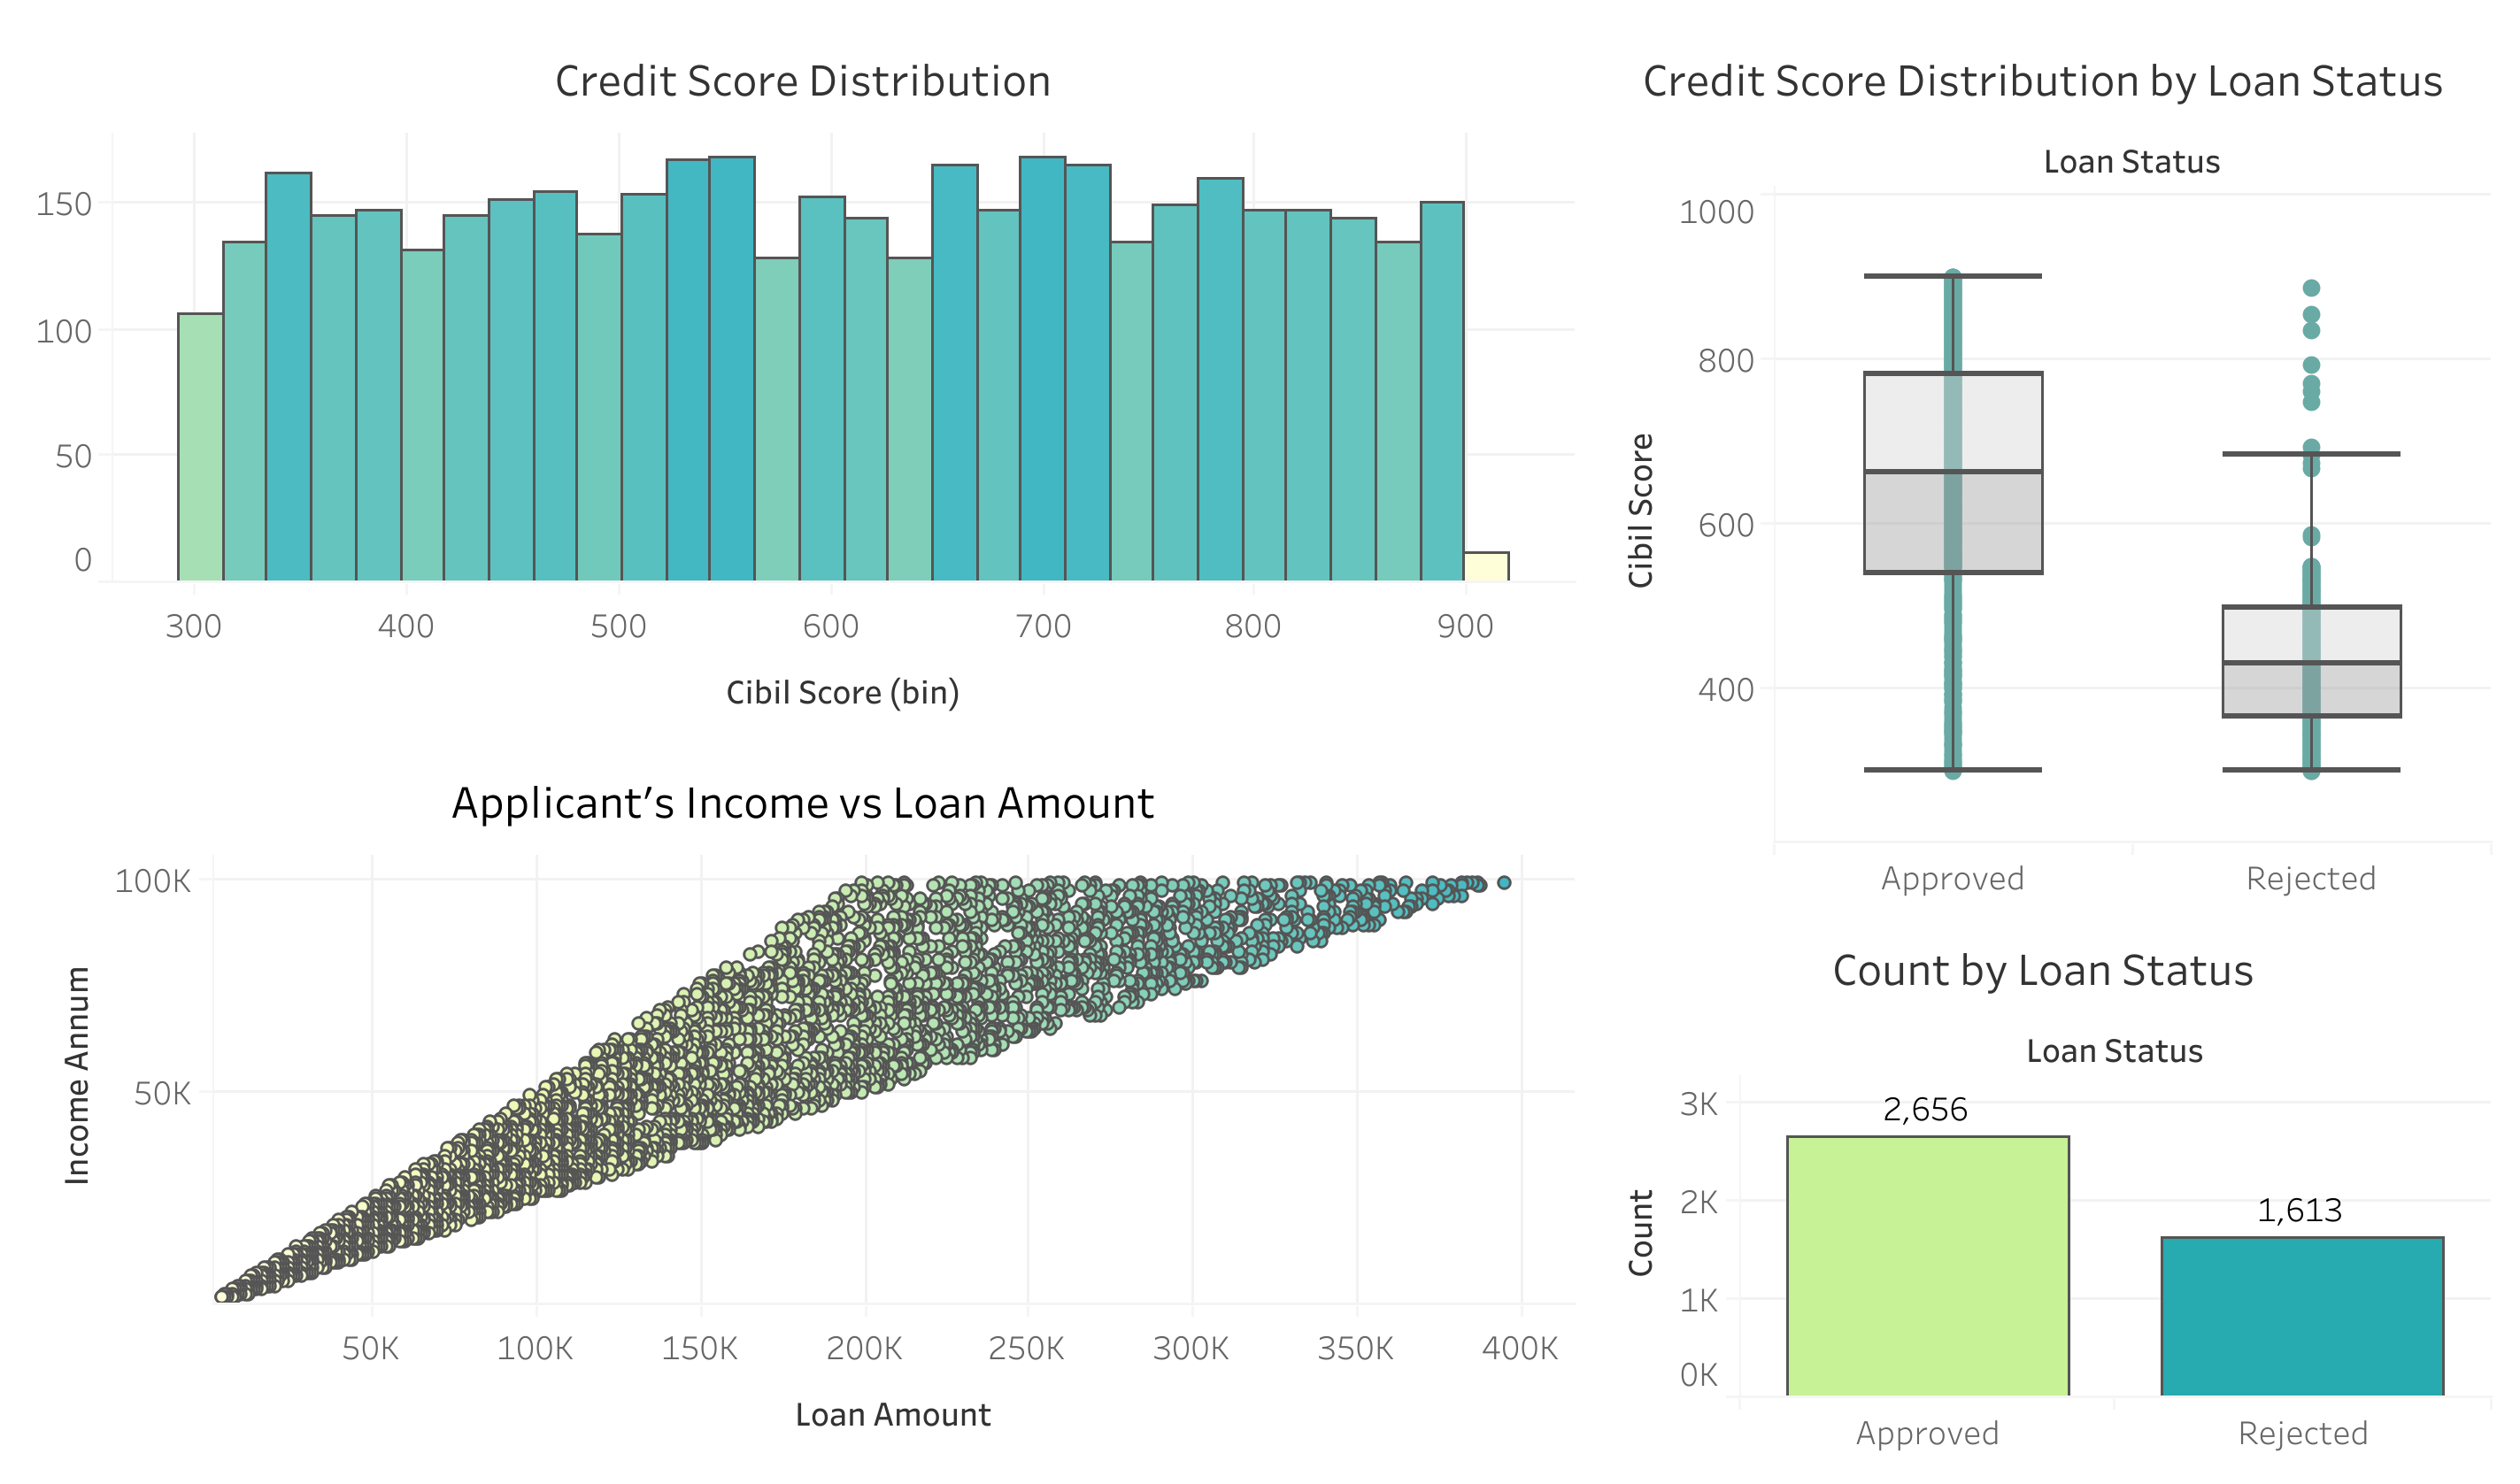 Credit Score Distribution
150
100
50
0
300 400 500 600 700 800 900
Cibil Score (bin)
Credit Score Distribution by Loan Status
Loan Status
1000
800
600
400
Cibil Score
Approved Rejected
Applicant’s Income vs Loan Amount
100K
50K
Income Annum
50K 100K 150K 200K 250K 300K 350K 400K
Loan Amount
Count by Loan Status
Loan Status
3K
2K
1K
0K
Count
2,656
1,613
Approved Rejected